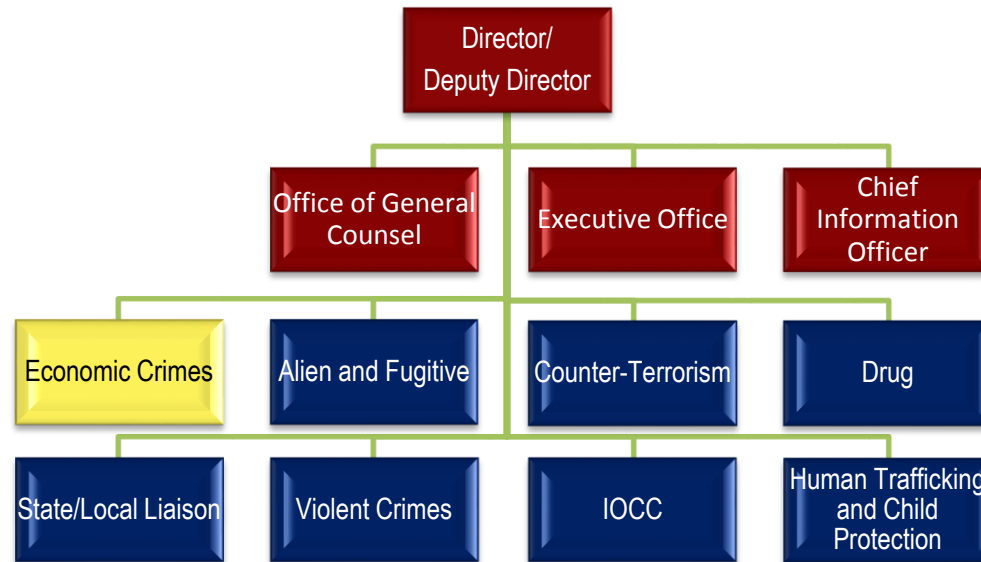 Director/
Deputy Director
Office of General
Counsel
Executive Office
Chief
Information
Officer
Economic Crimes
Alien and Fugitive
Counter-Terrorism
Drug
State/Local Liaison
Violent Crimes
IOCC
Human Trafficking
and Child
Protection